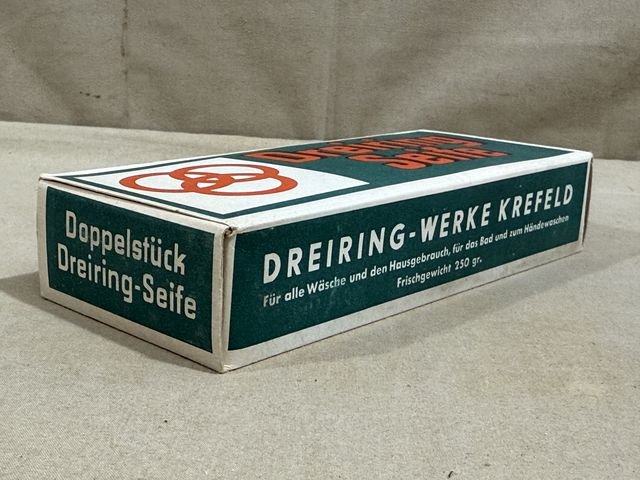 Dreiring
Seife
Doppelstück
Dreiring-Seife
DREIRING-WERKE KREFELD
Für alle Wäsche und den Hausgebrauch, für das Bad und zum Händewaschen
Frischgewicht 250 gr.